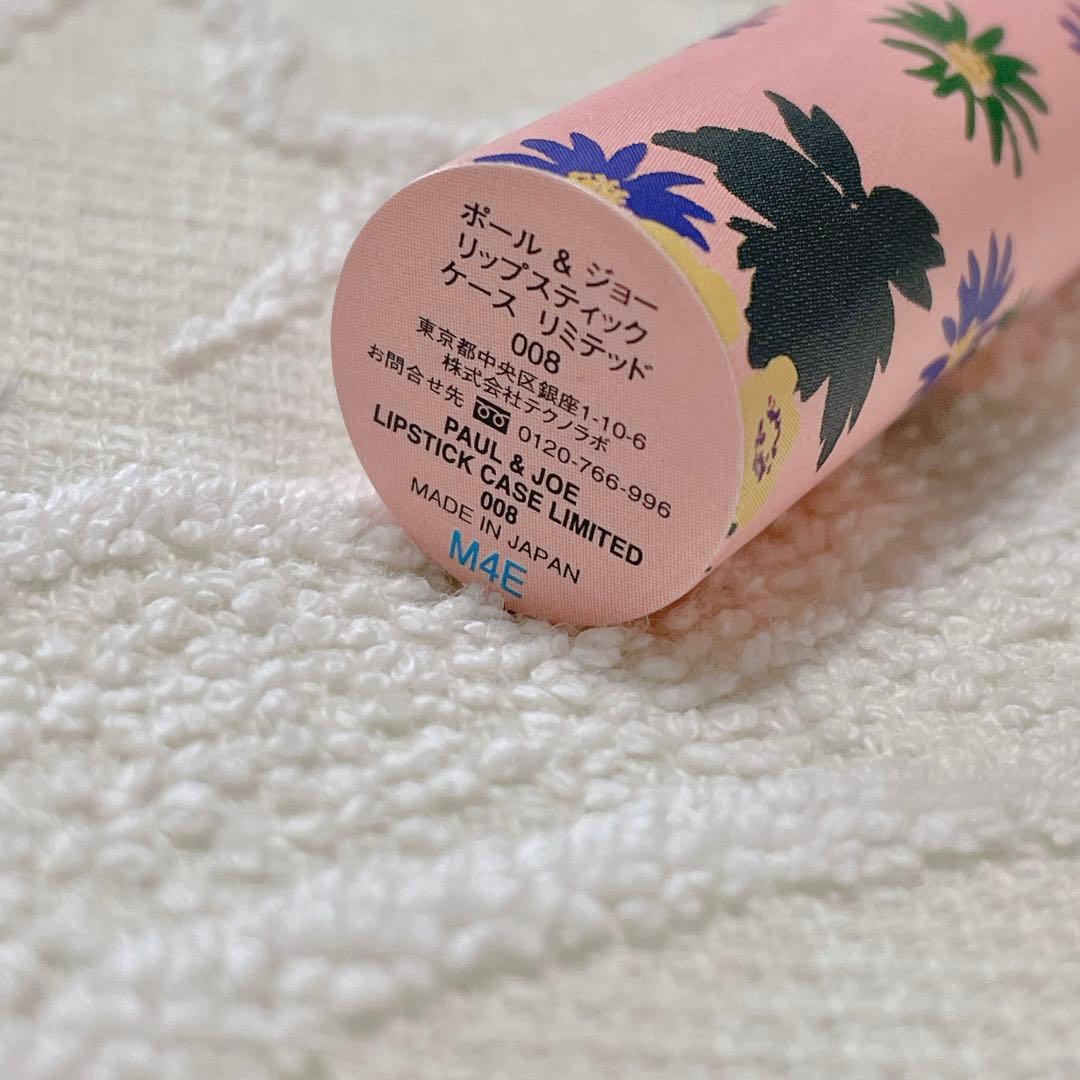 ポール & ジョー
リップスティック
ケース リミテッド
008
東京都中央区銀座1-10-6
株式会社テクノラボ
お問合せ先 0120-766-996
PAUL & JOE
LIPSTICK CASE LIMITED
008
MADE IN JAPAN
M4E